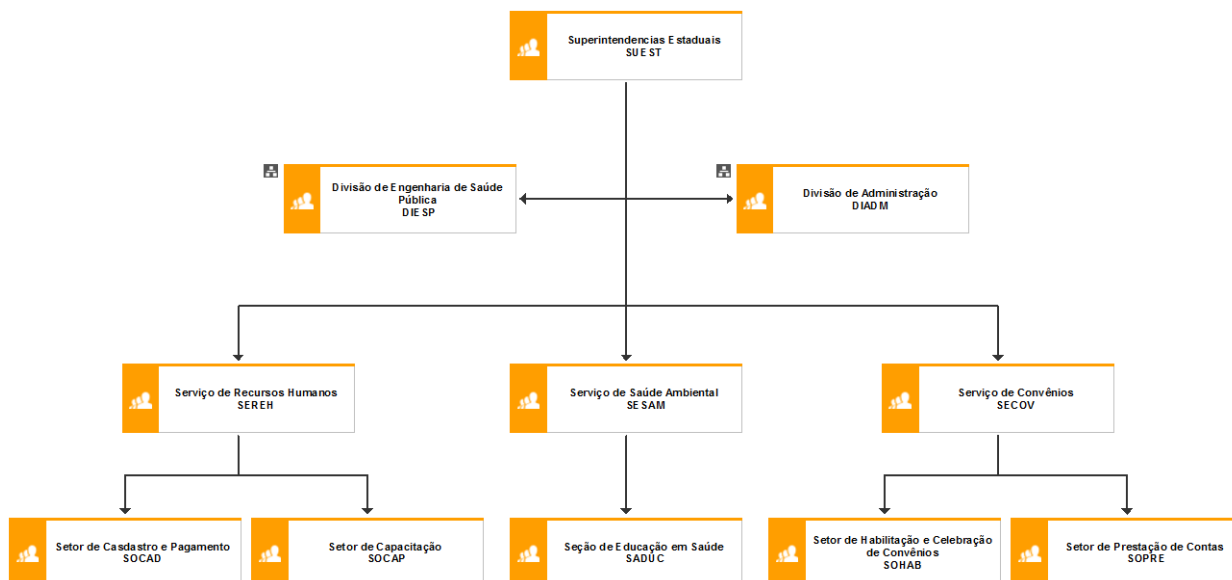 Superintendencias Estaduais
SUEST
Divisão de Engenharia de Saúde
Pública
DIESP
Divisão de Administração
DIADM
Serviço de Recursos Humanos
SEREH
Serviço de Saúde Ambiental
SESAM
Serviço de Convênios
SECOV
Setor de Casdastro e Pagamento
SOCAD
Setor de Capacitação
SOCAP
Seção de Educação em Saúde
SADUC
Setor de Habilitação e Celebração
de Convênios
SOHAB
Setor de Prestação de Contas
SOPRE